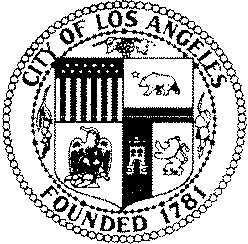 CITY OF LOS ANGELES
FOUNDED 1781